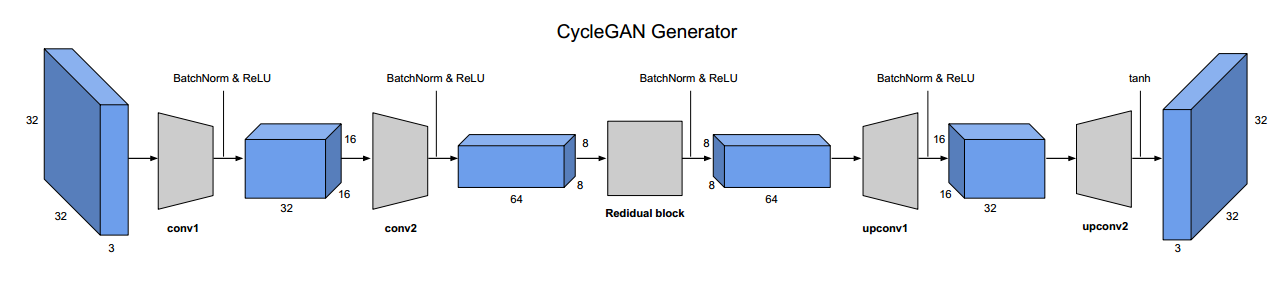 CycleGAN Generator
BatchNorm & ReLU
BatchNorm & ReLU
BatchNorm & ReLU
BatchNorm & ReLU
tanh
32
32
3
conv1
16
16
32
conv2
8
8
64
Redidual block
8
8
64
upconv1
16
16
32
upconv2
32
32
3